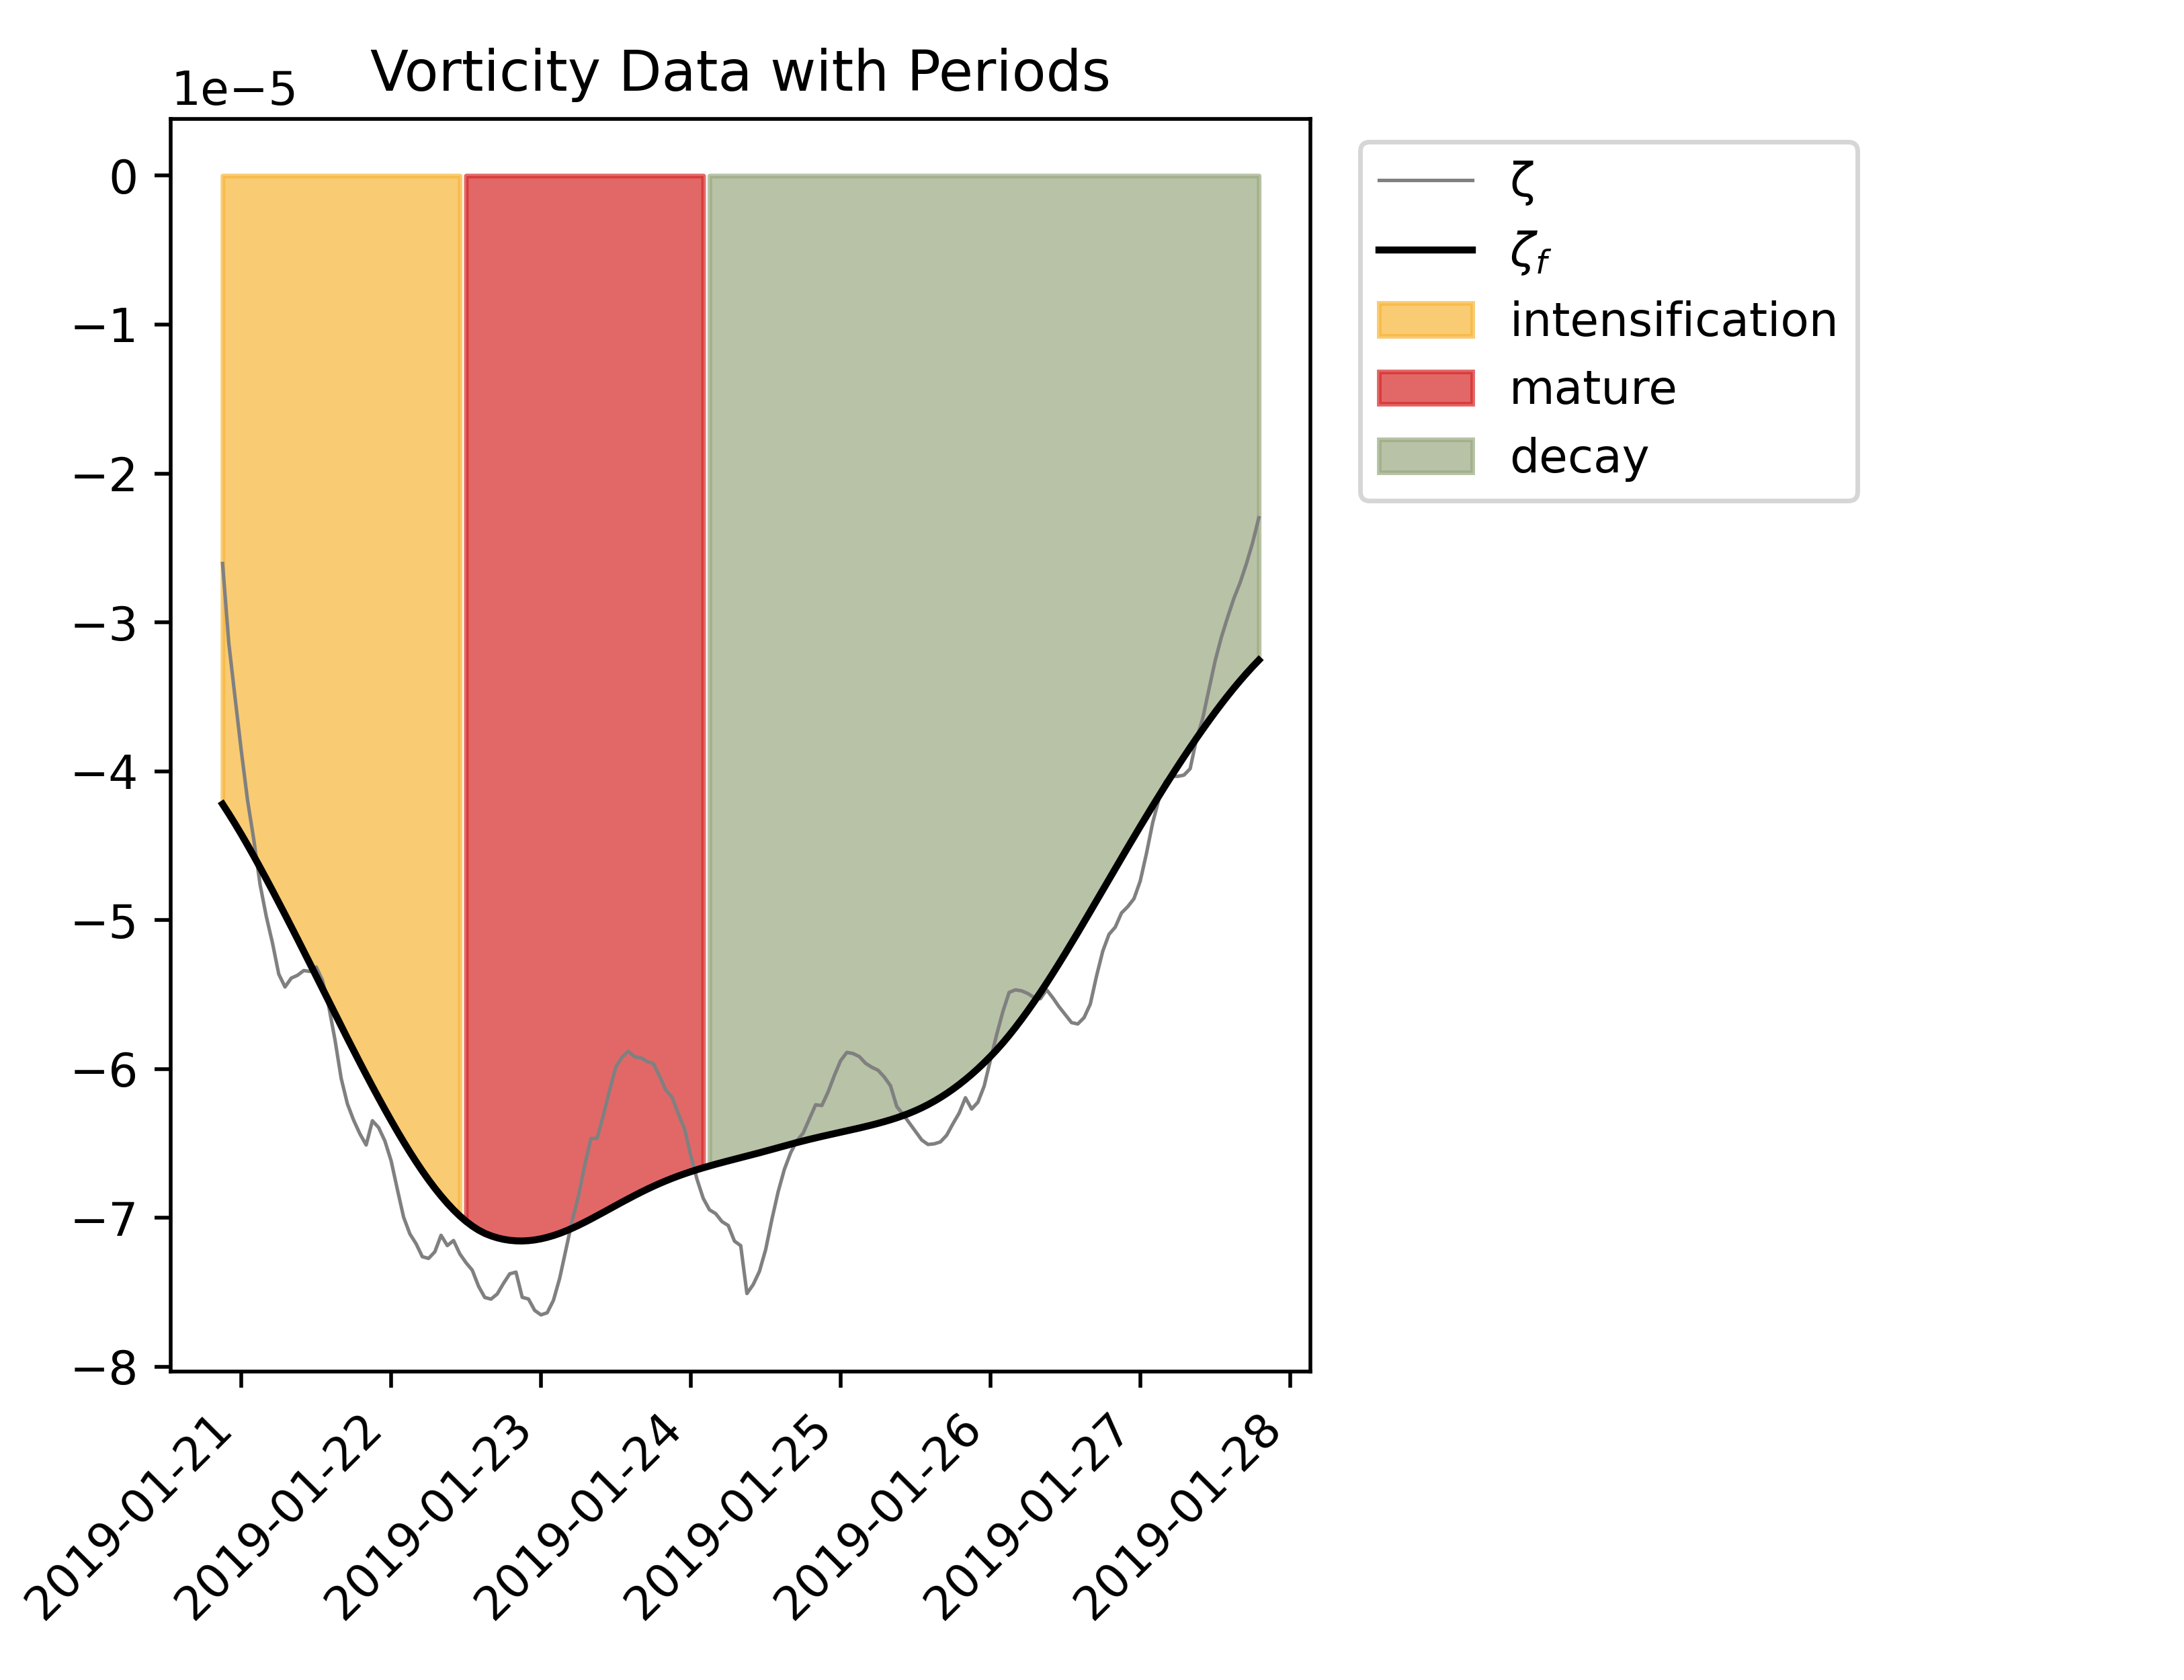 Vorticity Data with Periods
1e−5
0
−1
−2
−3
−4
−5
−6
−7
−8
2019-01-21
2019-01-22
2019-01-23
2019-01-24
2019-01-25
2019-01-26
2019-01-27
2019-01-28
ζ
ζf
intensification
mature
decay